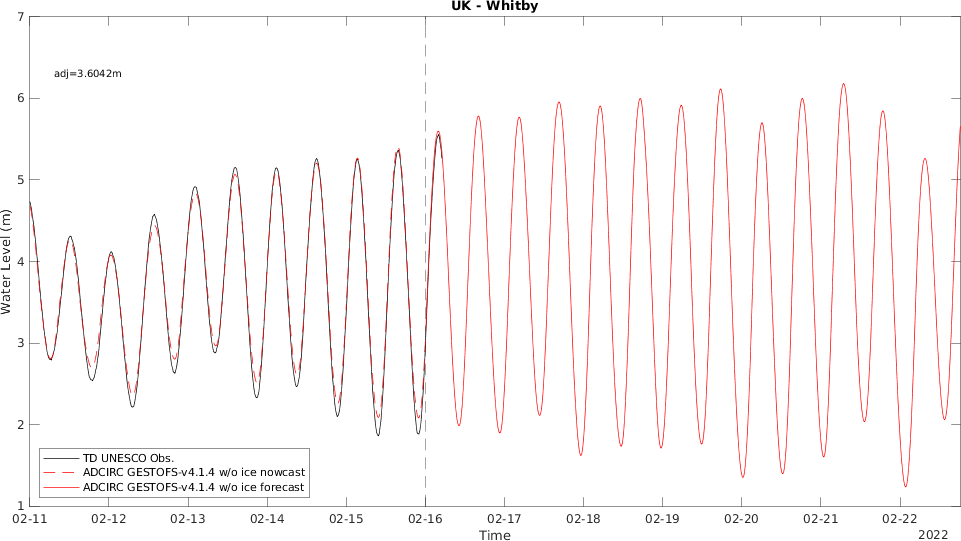 UK - Whitby
7
adj=3.6042m
6
5
4
3
2
1
Water Level (m)
TD UNESCO Obs.
ADCIRC GESTOFS-v4.1.4 w/o ice nowcast
ADCIRC GESTOFS-v4.1.4 w/o ice forecast
02-11 02-12 02-13 02-14 02-15 02-16 02-17 02-18 02-19 02-20 02-21 02-22
Time
2022